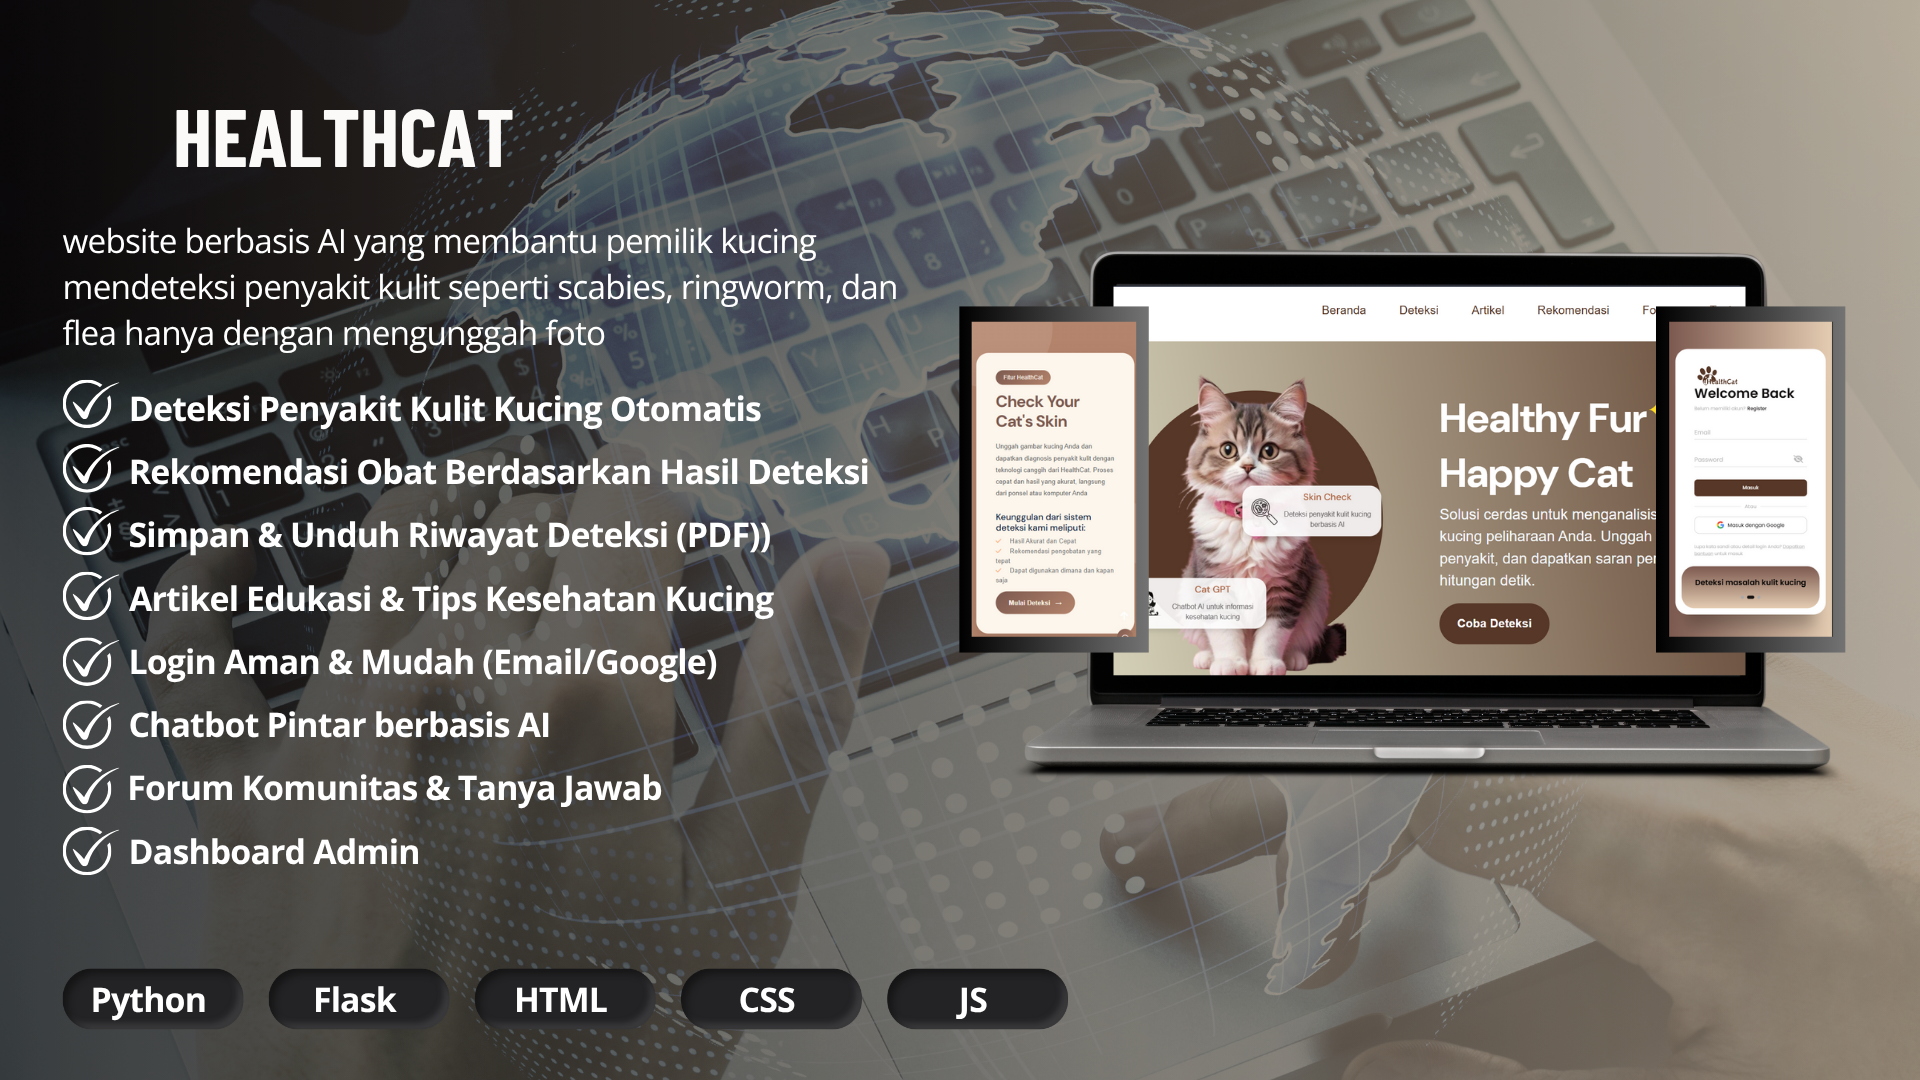 HEALTHCAT
website berbasis AI yang membantu pemilik kucing
mendeteksi penyakit kulit seperti scabies, ringworm, dan
flea hanya dengan mengunggah foto
Deteksi Penyakit Kulit Kucing Otomatis
Rekomendasi Obat Berdasarkan Hasil Deteksi
Simpan & Unduh Riwayat Deteksi (PDF))
Artikel Edukasi & Tips Kesehatan Kucing
Login Aman & Mudah (Email/Google)
Chatbot Pintar berbasis AI
Forum Komunitas & Tanya Jawab
Dashboard Admin
Python
Flask
HTML
CSS
JS
Fitur HealthCat
Check Your
Cat's Skin
Unggah gambar kucing Anda dan
dapatkan diagnosis penyakit kulit dengan
teknologi canggih dari HealthCat. Proses
cepat dan hasil yang akurat, langsung
dari ponsel atau komputer Anda
Keunggulan dari sistem
deteksi kami meliputi:
Hasil Akurat dan Cepat
Rekomendasi pengobatan yang
tepat
Dapat digunakan dimana dan kapan
saja
Mulai Deteksi →
Beranda Deteksi Artikel Rekomendasi Fo
Skin Check
Deteksi penyakit kulit kucing
berbasis AI
Cat GPT
Chatbot AI untuk informasi
kesehatan kucing
Healthy Fur
Happy Cat
Solusi cerdas untuk menganalisis
kucing peliharaan Anda. Unggah
penyakit, dan dapatkan saran per
hitungan detik.
Coba Deteksi
HealthCat
Welcome Back
Belum memiliki akun? Register
Email
Password
Masuk
Atau
Masuk dengan Google
Deteksi masalah kulit kucing